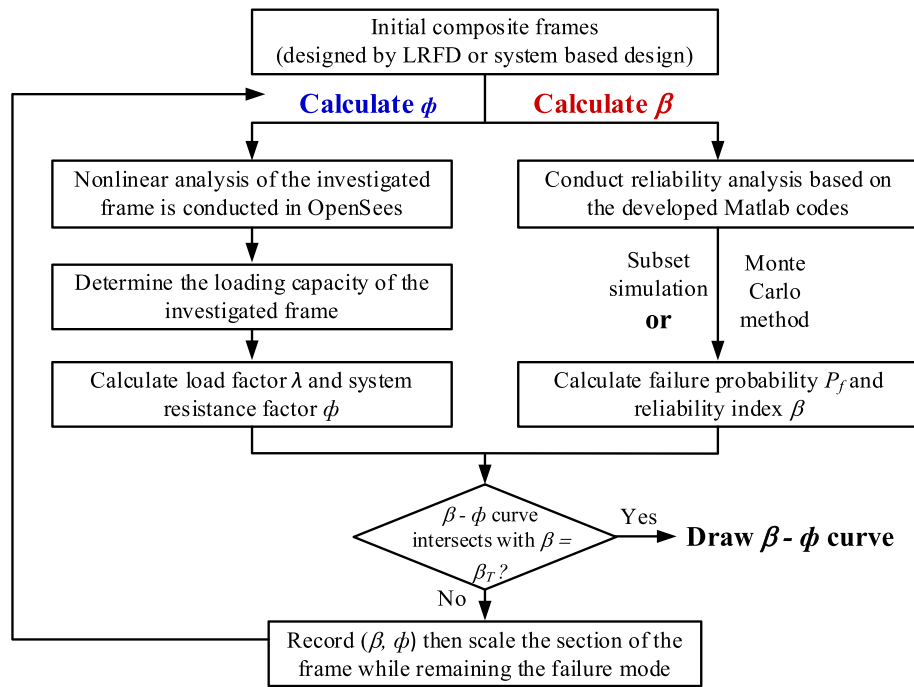 Initial composite frames
(designed by LRFD or system based design)
Calculate ϕ
Calculate β
Nonlinear analysis of the investigated
frame is conducted in OpenSees
Conduct reliability analysis based on
the developed Matlab codes
Determine the loading capacity of the
investigated frame
Subset
simulation
or
Monte
Carlo
method
Calculate load factor λ and system
resistance factor ϕ
Calculate failure probability P_f and
reliability index β
β - ϕ curve
intersects with β =
β_T ?
Yes
Draw β - ϕ curve
No
Record (β, ϕ) then scale the section of the
frame while remaining the failure mode